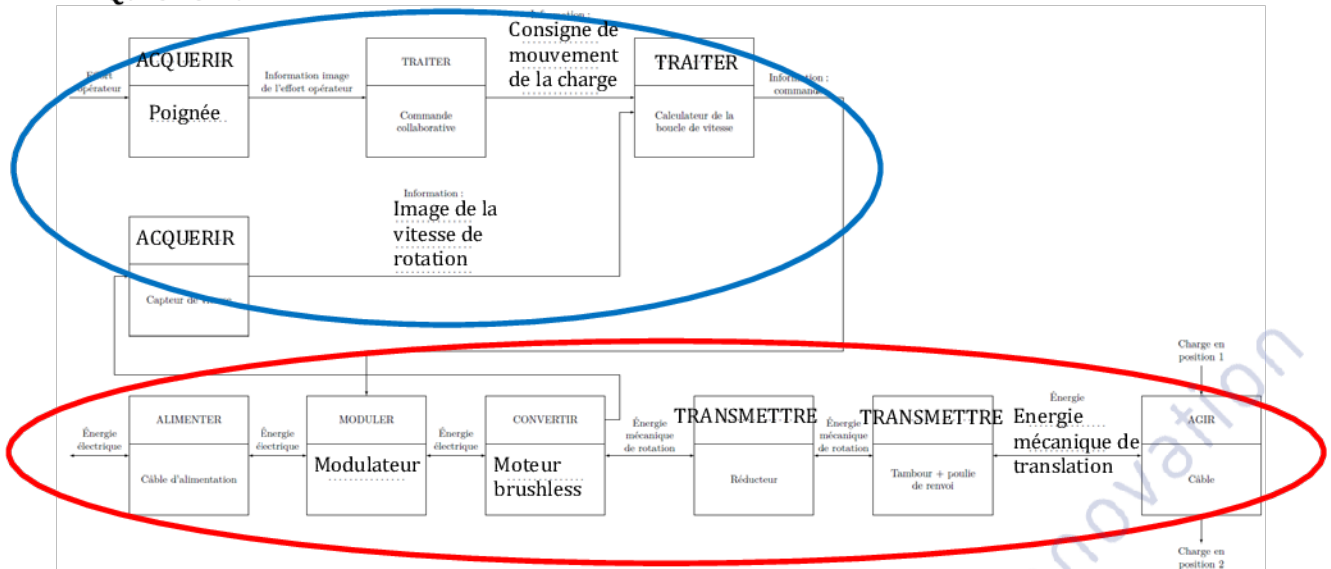 Information :
Consigne de
mouvement
de la charge
ACQUERIR
TRAITER
TRAITER
Effort
opérateur
Information image
de l'effort opérateur
Information :
commande
Poignée
Commande
collaborative
Calculateur de la
boucle de vitesse
Information :
Image de la
vitesse de
rotation
ACQUERIR
Capteur de
Charge en
position 1
ALIMENTER
MODULER
CONVERTIR
TRANSMETTRE
TRANSMETTRE
AGIR
Énergie
électrique
Énergie
électrique
Énergie
électrique
Énergie
mécanique
de rotation
Énergie
mécanique
de rotation
Énergie
Energie
mécanique de
translation
Câble d'alimentation
Modulateur
Moteur
brushless
Réducteur
Tambour + poulie
de renvoi
Câble
Charge en
position 2